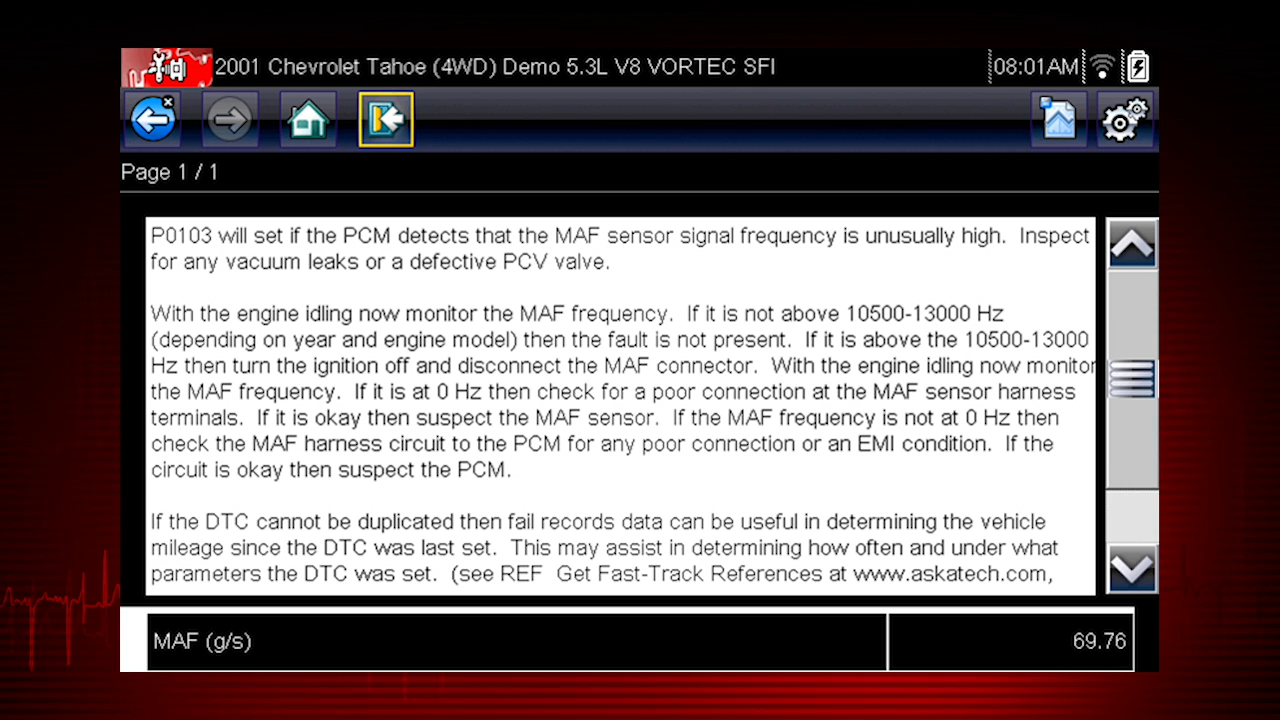 2001 Chevrolet Tahoe (4WD) Demo 5.3L V8 VORTEC SFI
08:01AM
Page 1 / 1
P0103 will set if the PCM detects that the MAF sensor signal frequency is unusually high.  Inspect
for any vacuum leaks or a defective PCV valve.
With the engine idling now monitor the MAF frequency.  If it is not above 10500-13000 Hz
(depending on year and engine model) then the fault is not present.  If it is above the 10500-13000
Hz then turn the ignition off and disconnect the MAF connector.  With the engine idling now monitor
the MAF frequency.  If it is at 0 Hz then check for a poor connection at the MAF sensor harness
terminals.  If it is okay then suspect the MAF sensor.  If the MAF frequency is not at 0 Hz then
check the MAF harness circuit to the PCM for any poor connection or an EMI condition.  If the
circuit is okay then suspect the PCM.
If the DTC cannot be duplicated then fail records data can be useful in determining the vehicle
mileage since the DTC was last set.  This may assist in determining how often and under what
parameters the DTC was set.  (see REF  Get Fast-Track References at www.askatech.com,
MAF (g/s)
69.76